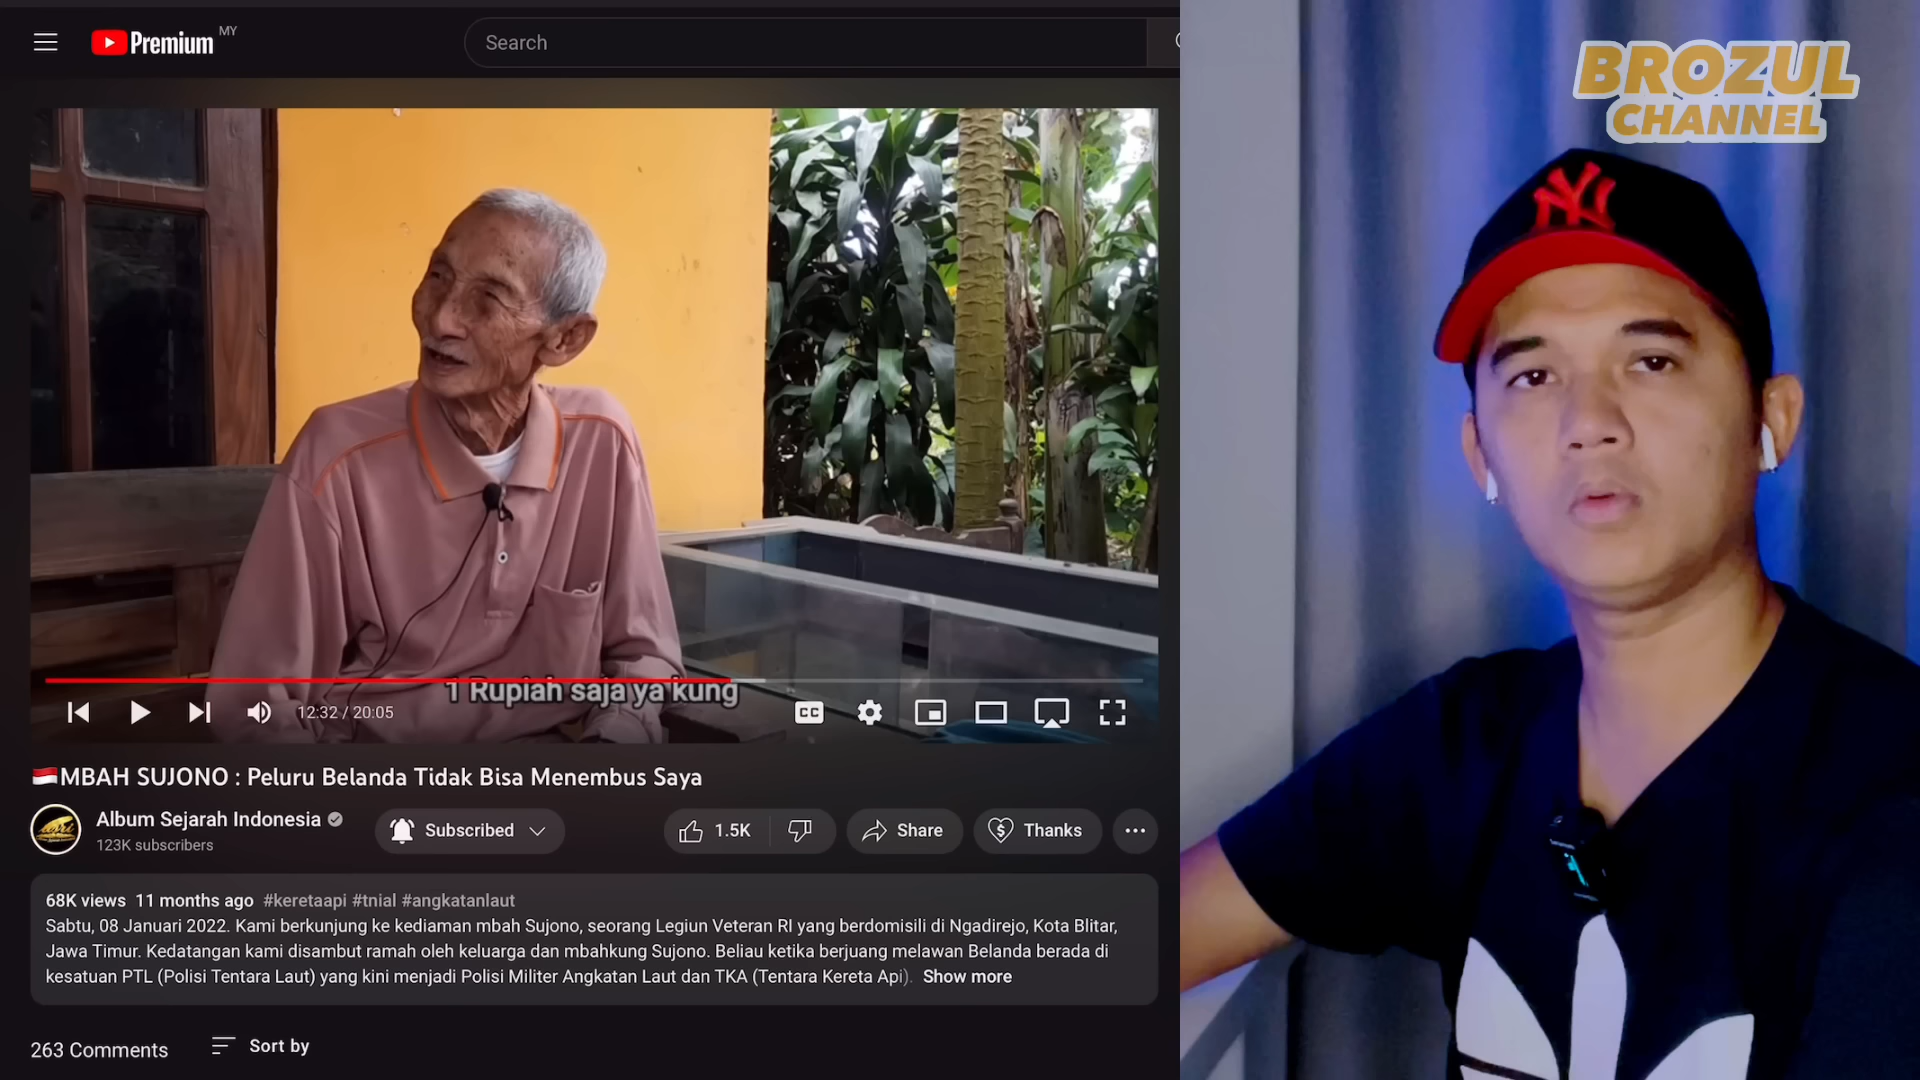 Premium MY
Search
BROZUL
CHANNEL
NY
1 Rupiah saja ya kung
12:32 / 20:05
CC
MBAH SUJONO : Peluru Belanda Tidak Bisa Menembus Saya
Album Sejarah Indonesia
123K subscribers
Subscribed
1.5K
Share
Thanks
68K views 11 months ago #keretaapi #tnial #angkatanlaut
Sabtu, 08 Januari 2022. Kami berkunjung ke kediaman mbah Sujono, seorang Legiun Veteran RI yang berdomisili di Ngadirejo, Kota Blitar,
Jawa Timur. Kedatangan kami disambut ramah oleh keluarga dan mbahkung Sujono. Beliau ketika berjuang melawan Belanda berada di
kesatuan PTL (Polisi Tentara Laut) yang kini menjadi Polisi Militer Angkatan Laut dan TKA (Tentara Kereta Api). Show more
263 Comments
Sort by